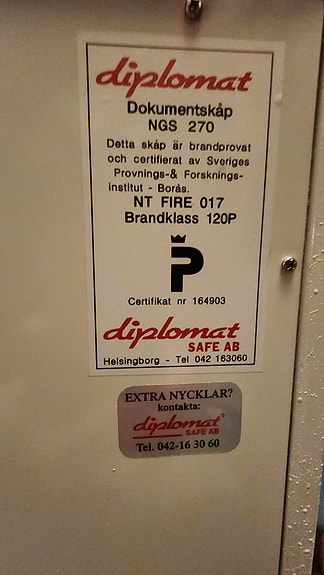 diplomat
Dokumentskåp
NGS 270
Detta skåp är brandprovat
och certifierat av Sveriges
Provnings-& Forsknings-
institut - Borås.
NT FIRE 017
Brandklass 120P
P
Certifikat nr 164903
diplomat
SAFE AB
Helsingborg - Tel 042 163060
EXTRA NYCKLAR?
kontakta:
diplomat®
SAFE AB
Tel. 042-16 30 60